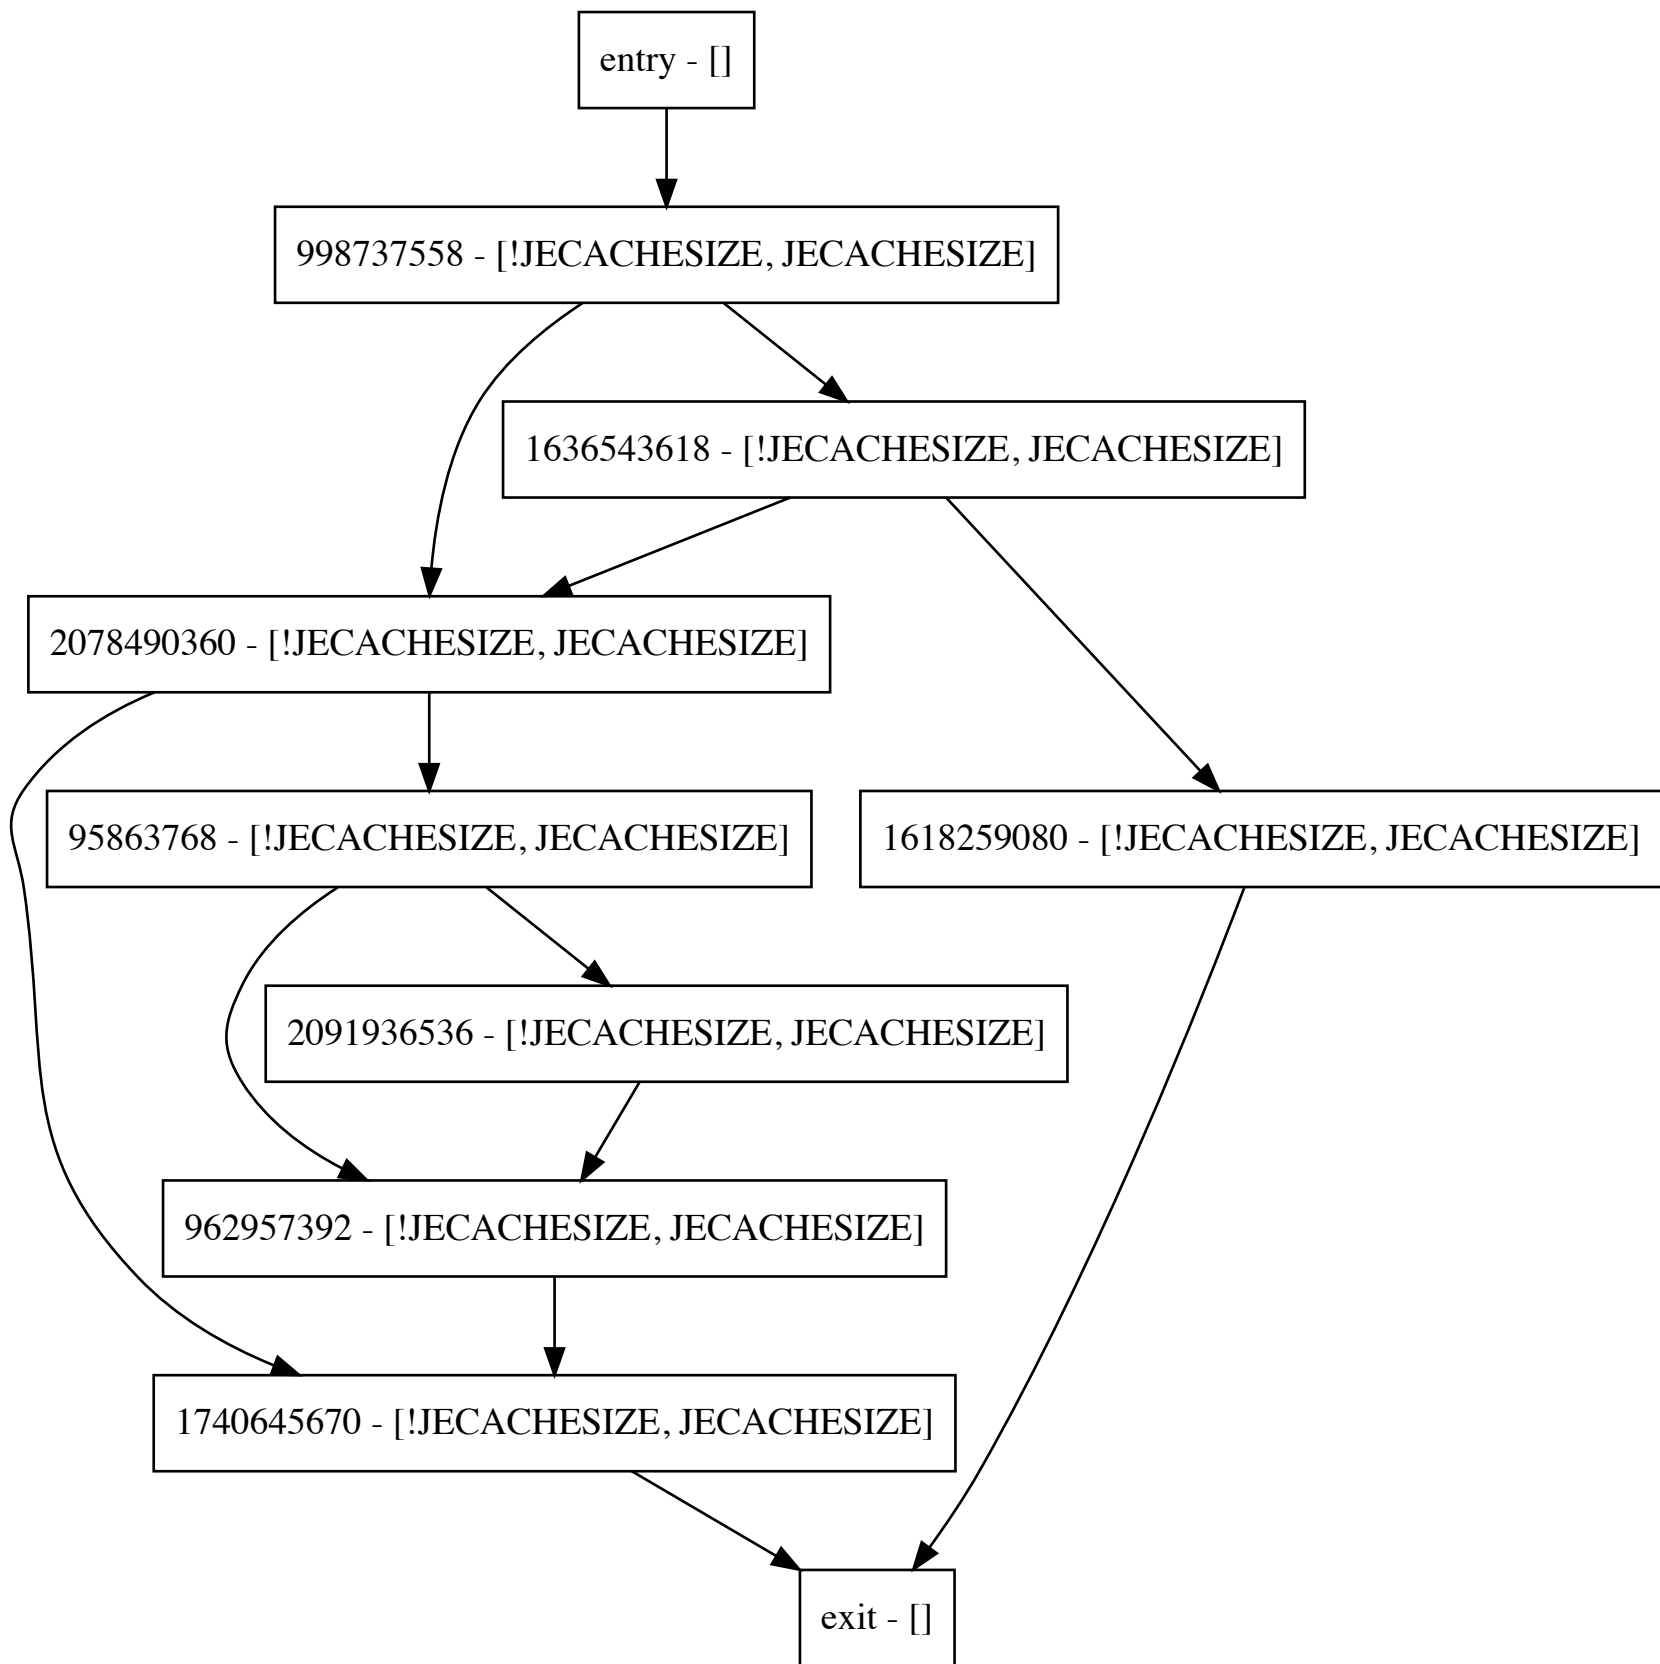 entry - []
998737558 - [!JECACHESIZE, JECACHESIZE]
1636543618 - [!JECACHESIZE, JECACHESIZE]
2078490360 - [!JECACHESIZE, JECACHESIZE]
95863768 - [!JECACHESIZE, JECACHESIZE]
1618259080 - [!JECACHESIZE, JECACHESIZE]
2091936536 - [!JECACHESIZE, JECACHESIZE]
962957392 - [!JECACHESIZE, JECACHESIZE]
1740645670 - [!JECACHESIZE, JECACHESIZE]
exit - []